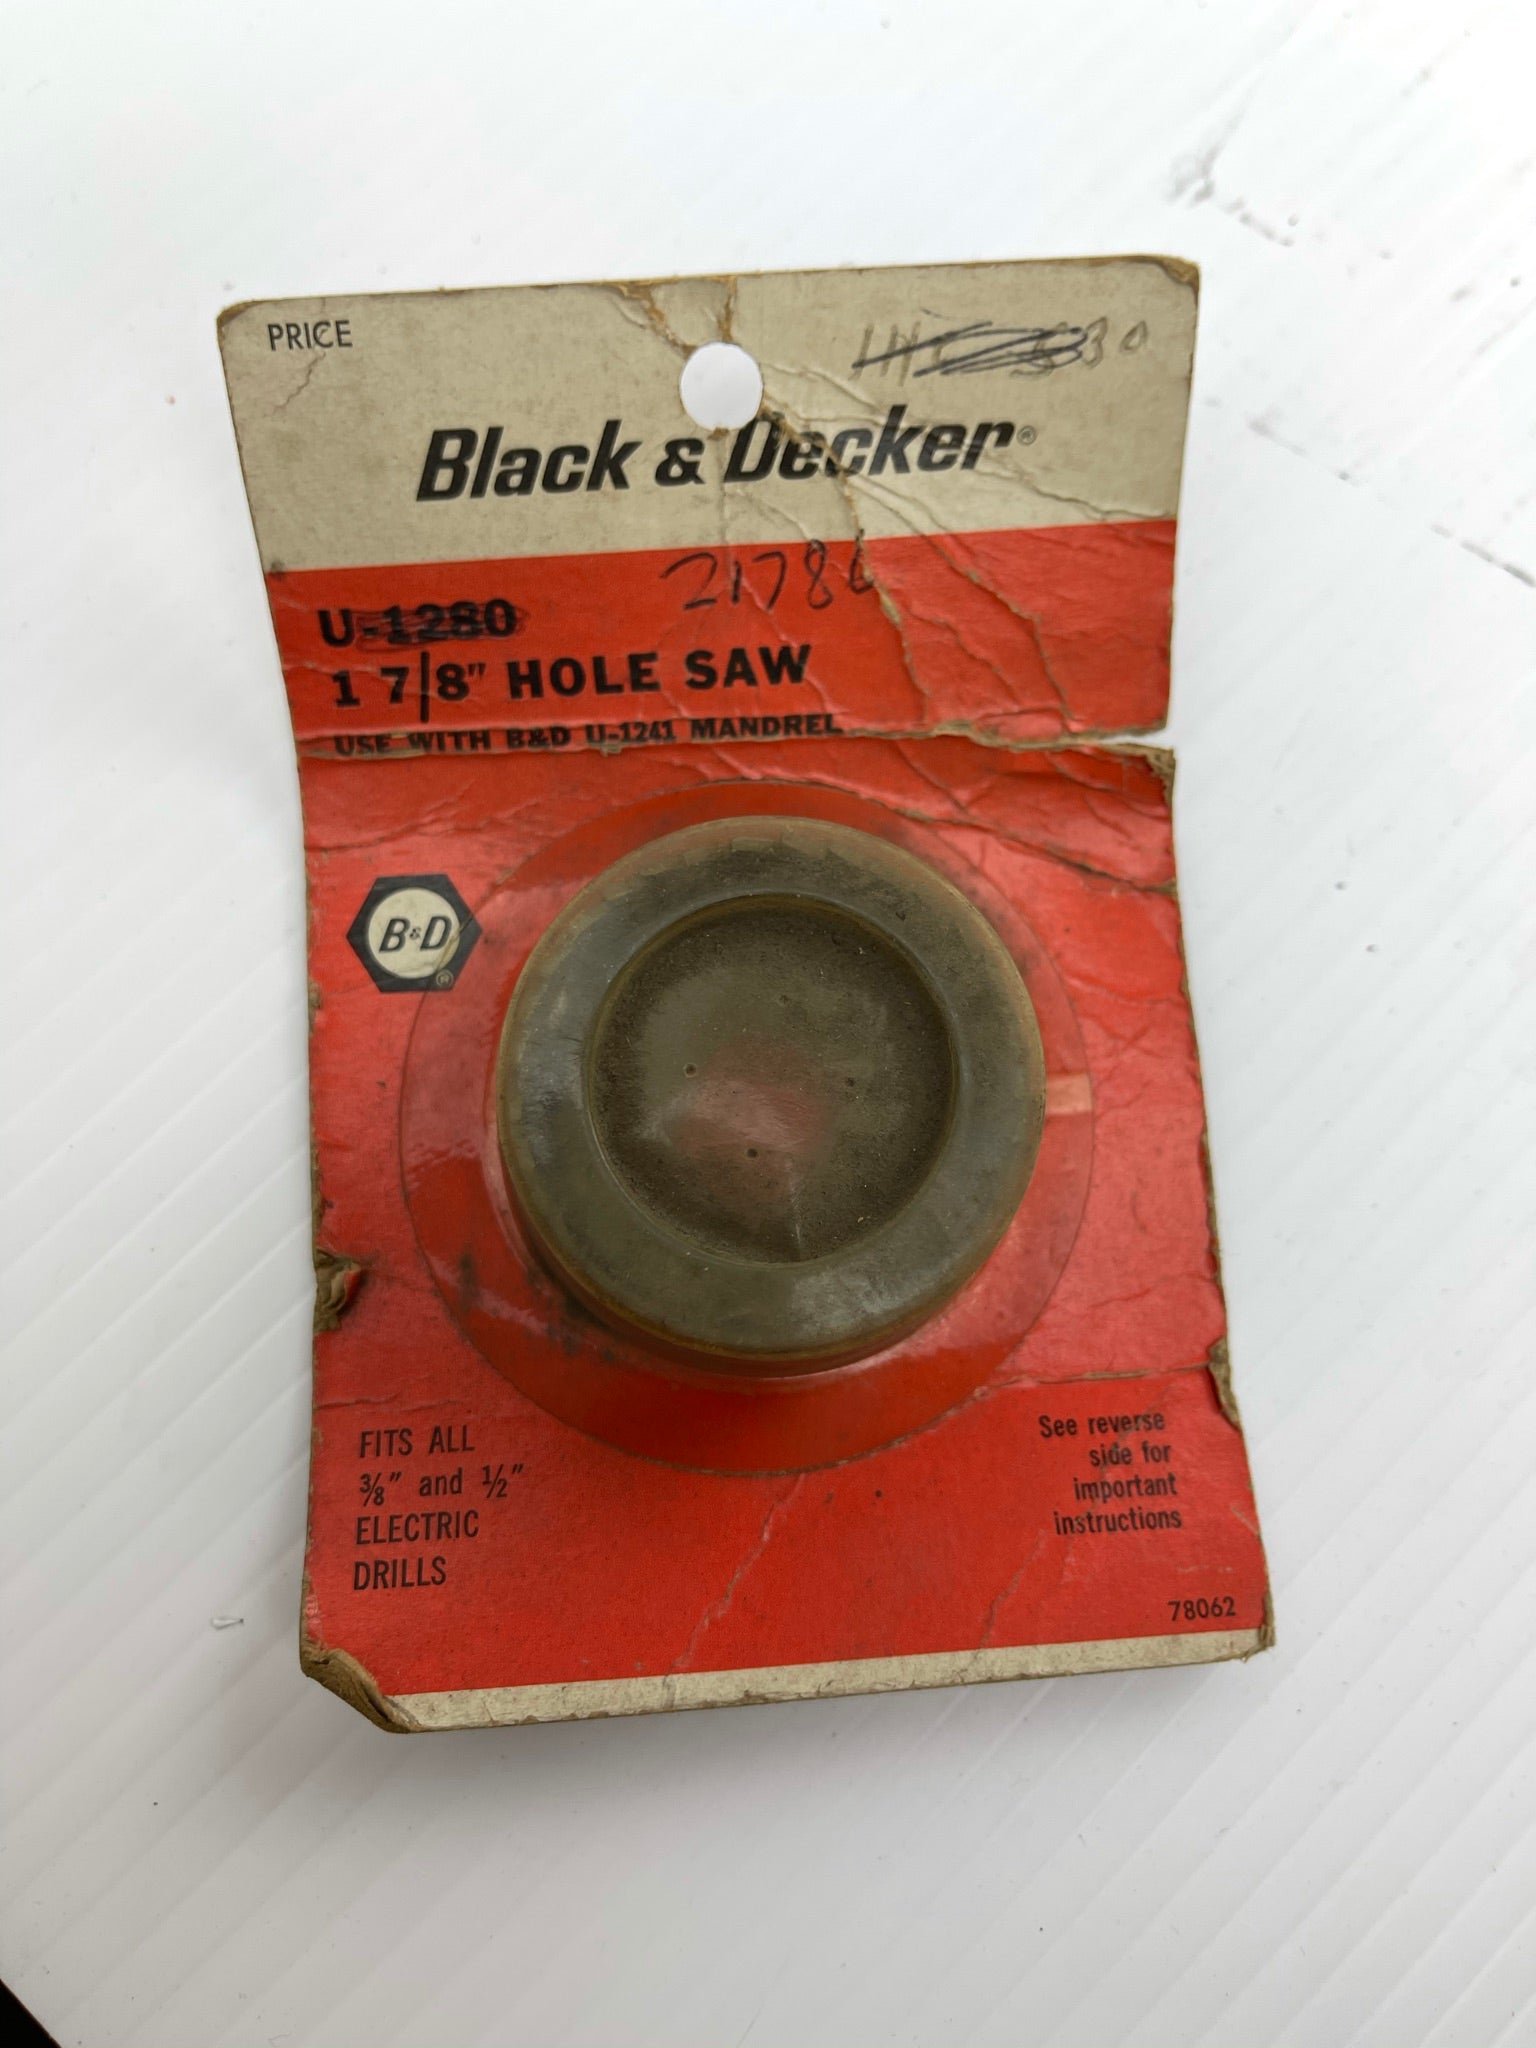 PRICE
Black & Decker®
U-1280
1 7/8" HOLE SAW
USE WITH B&D U-1241 MANDREL
B&D®
FITS ALL
3/8" and 1/2"
ELECTRIC
DRILLS
See reverse
side for
important
instructions
78062